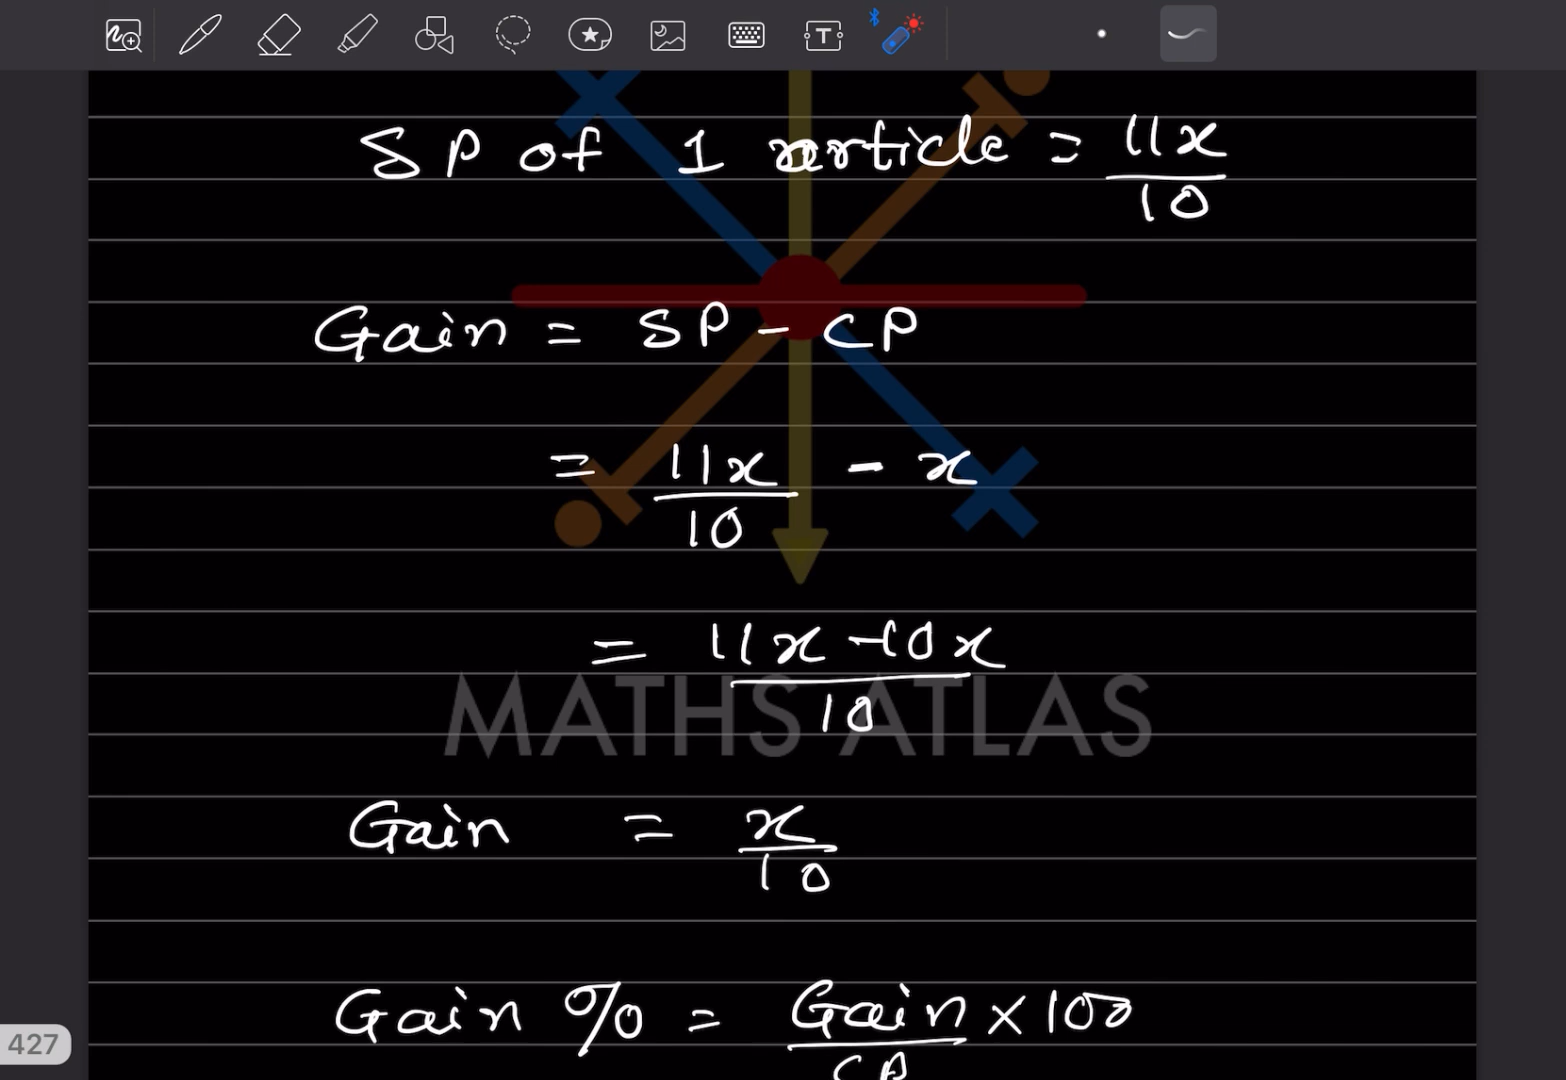 SP of 1 article = 11x/10
Gain = SP - CP
= 11x/10 - x
= 11x-10x/10
MATHS ATLAS
Gain = x/10
Gain % = Gain/CP × 100
427